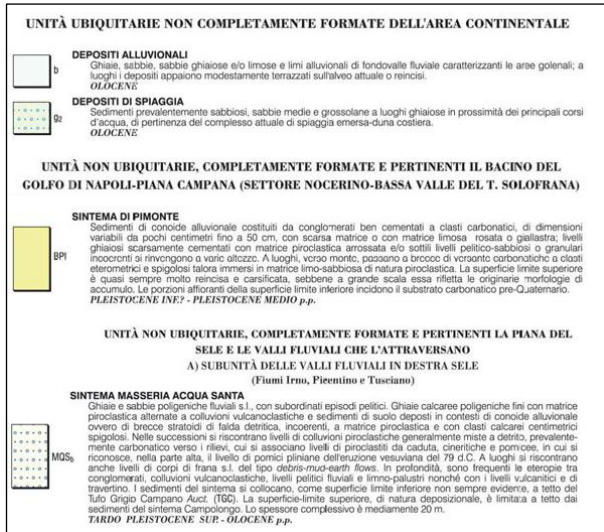 UNITÀ UBIQUITARIE NON COMPLETAMENTE FORMATE DELL'AREA CONTINENTALE
DEPOSITI ALLUVIONALI
b
Ghiaie, sabbie, sabbie ghiaiose e/o limose e limi alluvionali di fondovalle fluviale caratterizzanti le aree golenali; a
luoghi i depositi appaiono modestamente terrazzati sull'alveo attuale o reincisi.
OLOCENE
DEPOSITI DI SPIAGGIA
g2
Sedimenti prevalentemente sabbiosi, sabbie medie e grossolane a luoghi ghiaiose in prossimità dei principali corsi
d'acqua, di pertinenza del complesso attuale di spiaggia emersa-duna costiera.
OLOCENE
UNITÀ NON UBIQUITARIE, COMPLETAMENTE FORMATE E PERTINENTI IL BACINO DEL
GOLFO DI NAPOLI-PIANA CAMPANA (SETTORE NOCERINO-BASSA VALLE DEL T. SOLOFRANA)
SINTEMA DI PIMONTE
BPI
Sedimenti di conoide alluvionale costituiti da conglomerati ben cementati a clasti carbonatici, di dimensioni
variabili da pochi centimetri fino a 50 cm, con scarsa matrice o con matrice limosa rosata o giallastra; livelli
ghiaiosi scarsamente cementati con matrice piroclastica arrossata e/o sottili livelli pelitico-sabbiosi o granulari
incoerenti si rinvengono a varie altezze. A luoghi, verso monte, passano a brecce di versante carbonatiche a clasti
eterometrici e spigolosi talora immersi in matrice limo-sabbiosa di natura piroclastica. La superficie limite superiore
è quasi sempre molto reincisa e carsificata, sebbene a grande scala essa rifletta le originarie morfologie di
accumulo. Le porzioni affioranti della superficie limite inferiore incidono il substrato carbonatico pre-Quaternario.
PLEISTOCENE INF.? - PLEISTOCENE MEDIO p.p.
UNITÀ NON UBIQUITARIE, COMPLETAMENTE FORMATE E PERTINENTI LA PIANA DEL
SELE E LE VALLI FLUVIALI CHE L'ATTRAVERSANO
A) SUBUNITÀ DELLE VALLI FLUVIALI IN DESTRA SELE
(Fiumi Irno, Picentino e Tusciano)
SINTEMA MASSERIA ACQUA SANTA
MQSb
Ghiaie e sabbie poligeniche fluviali s.l., con subordinati episodi pelitici. Ghiaie calcaree poligeniche fini con matrice
piroclastica alternate a colluvioni vulcanoclastiche e sedimenti di suolo deposti in contesti di conoide alluvionale
ovvero di brecce stratoidi di falda detritica, incoerenti, a matrice piroclastica e con clasti calcarei centimetrici
spigolosi. Nelle successioni si riscontrano livelli di colluvioni piroclastiche generalmente miste a detrito, prevalente-
mente carbonatico verso i rilievi, cui si associano livelli di piroclastiti da caduta, cineritiche e pomicee, in cui si
riconosce, nella parte alta, il livello di pomici pliniane dell'eruzione vesuviana del 79 d.C. A luoghi si riscontrano
anche livelli di corpi di frana s.l. del tipo debris-mud-earth flows. In profondità, sono frequenti le eteropie tra
conglomerati, colluvioni vulcanoclastiche, livelli pelitici fluviali e limno-palustri nonché con i livelli vulcanitici e di
travertino. I sedimenti del sintema si collocano, come superficie limite inferiore non sempre evidente, a tetto del
Tufo Grigio Campano Auct. (TGC). La superficie-limite superiore, di natura deposizionale, è limitata a tetto dai
sedimenti del sintema Campolongo. Lo spessore complessivo è mediamente 20 m.
TARDO PLEISTOCENE SUP. - OLOCENE p.p.